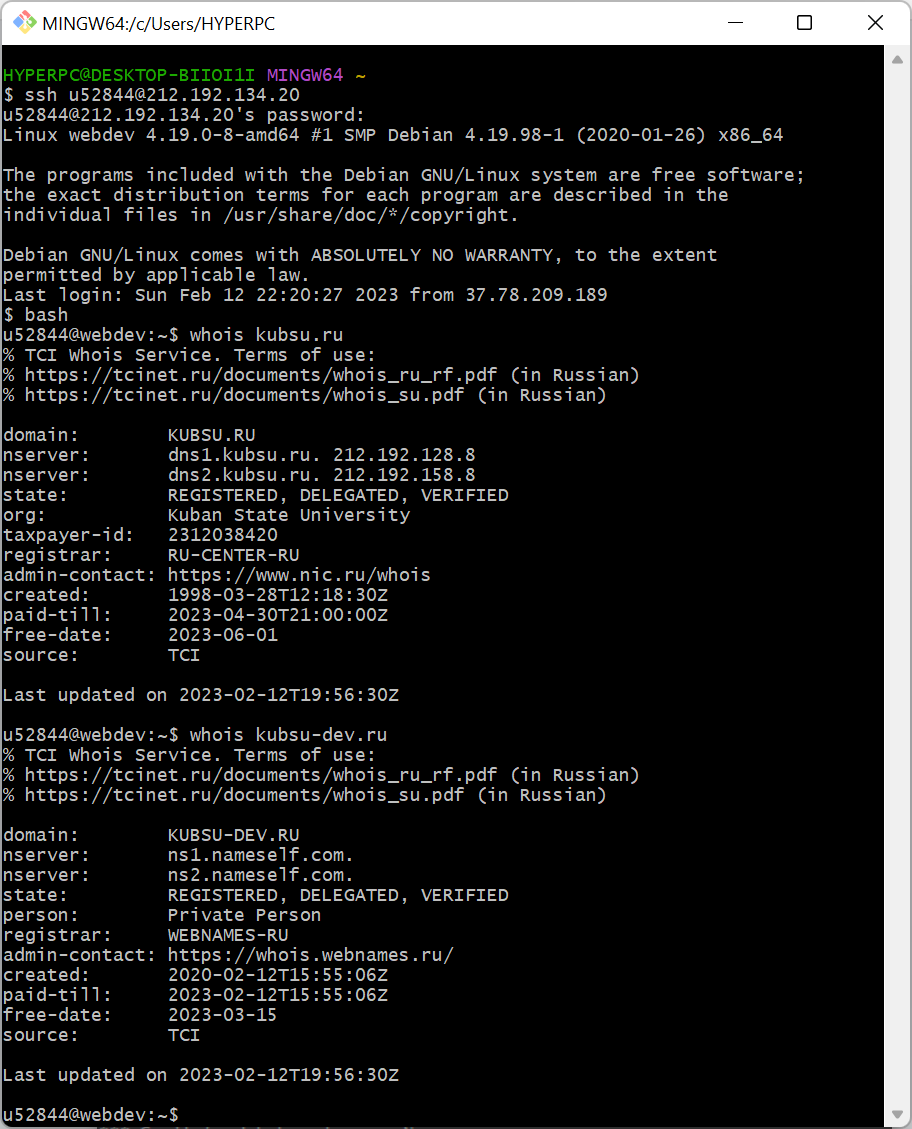 MINGW64:/c/Users/HYPERPC
HYPERPC@DESKTOP-BIIOI1I MINGW64 ~
$ ssh u52844@212.192.134.20
u52844@212.192.134.20's password:
Linux webdev 4.19.0-8-amd64 #1 SMP Debian 4.19.98-1 (2020-01-26) x86_64
The programs included with the Debian GNU/Linux system are free software;
the exact distribution terms for each program are described in the
individual files in /usr/share/doc/*/copyright.
Debian GNU/Linux comes with ABSOLUTELY NO WARRANTY, to the extent
permitted by applicable law.
Last login: Sun Feb 12 22:20:27 2023 from 37.78.209.189
$ bash
u52844@webdev:~$ whois kubsu.ru
% TCI Whois Service. Terms of use:
% https://tcinet.ru/documents/whois_ru_rf.pdf (in Russian)
% https://tcinet.ru/documents/whois_su.pdf (in Russian)
domain: KUBSU.RU
nserver: dns1.kubsu.ru. 212.192.128.8
nserver: dns2.kubsu.ru. 212.192.158.8
state: REGISTERED, DELEGATED, VERIFIED
org: Kuban State University
taxpayer-id: 2312038420
registrar: RU-CENTER-RU
admin-contact: https://www.nic.ru/whois
created: 1998-03-28T12:18:30Z
paid-till: 2023-04-30T21:00:00Z
free-date: 2023-06-01
source: TCI
Last updated on 2023-02-12T19:56:30Z
u52844@webdev:~$ whois kubsu-dev.ru
% TCI Whois Service. Terms of use:
% https://tcinet.ru/documents/whois_ru_rf.pdf (in Russian)
% https://tcinet.ru/documents/whois_su.pdf (in Russian)
domain: KUBSU-DEV.RU
nserver: ns1.nameself.com.
nserver: ns2.nameself.com.
state: REGISTERED, DELEGATED, VERIFIED
person: Private Person
registrar: WEBNAMES-RU
admin-contact: https://whois.webnames.ru/
created: 2020-02-12T15:55:06Z
paid-till: 2023-02-12T15:55:06Z
free-date: 2023-03-15
source: TCI
Last updated on 2023-02-12T19:56:30Z
u52844@webdev:~$